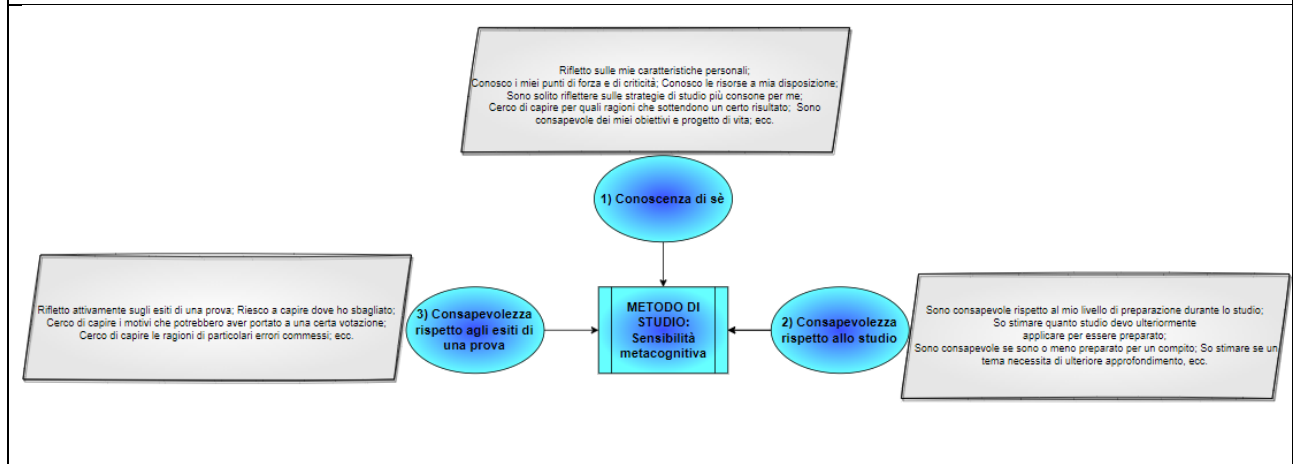 Rifletto sulle mie caratteristiche personali;
Conosco i miei punti di forza e di criticità; Conosco le risorse a mia disposizione;
Sono solito riflettere sulle strategie di studio più consone per me;
Cerco di capire per quali ragioni che sottendono un certo risultato; Sono
consapevole dei miei obiettivi e progetto di vita; ecc.
1) Conoscenza di sè
Rifletto attivamente sugli esiti di una prova; Riesco a capire dove ho sbagliato;
Cerco di capire i motivi che potrebbero aver portato a una certa votazione;
Cerco di capire le ragioni di particolari errori commessi; ecc.
3) Consapevolezza
rispetto agli esiti di
una prova
METODO DI
STUDIO:
Sensibilità
metacognitiva
2) Consapevolezza
rispetto allo studio
Sono consapevole rispetto al mio livello di preparazione durante lo studio;
So stimare quanto studio devo ulteriormente
applicare per essere preparato;
Sono consapevole se sono o meno preparato per un compito; So stimare se un
tema necessita di ulteriore approfondimento, ecc.